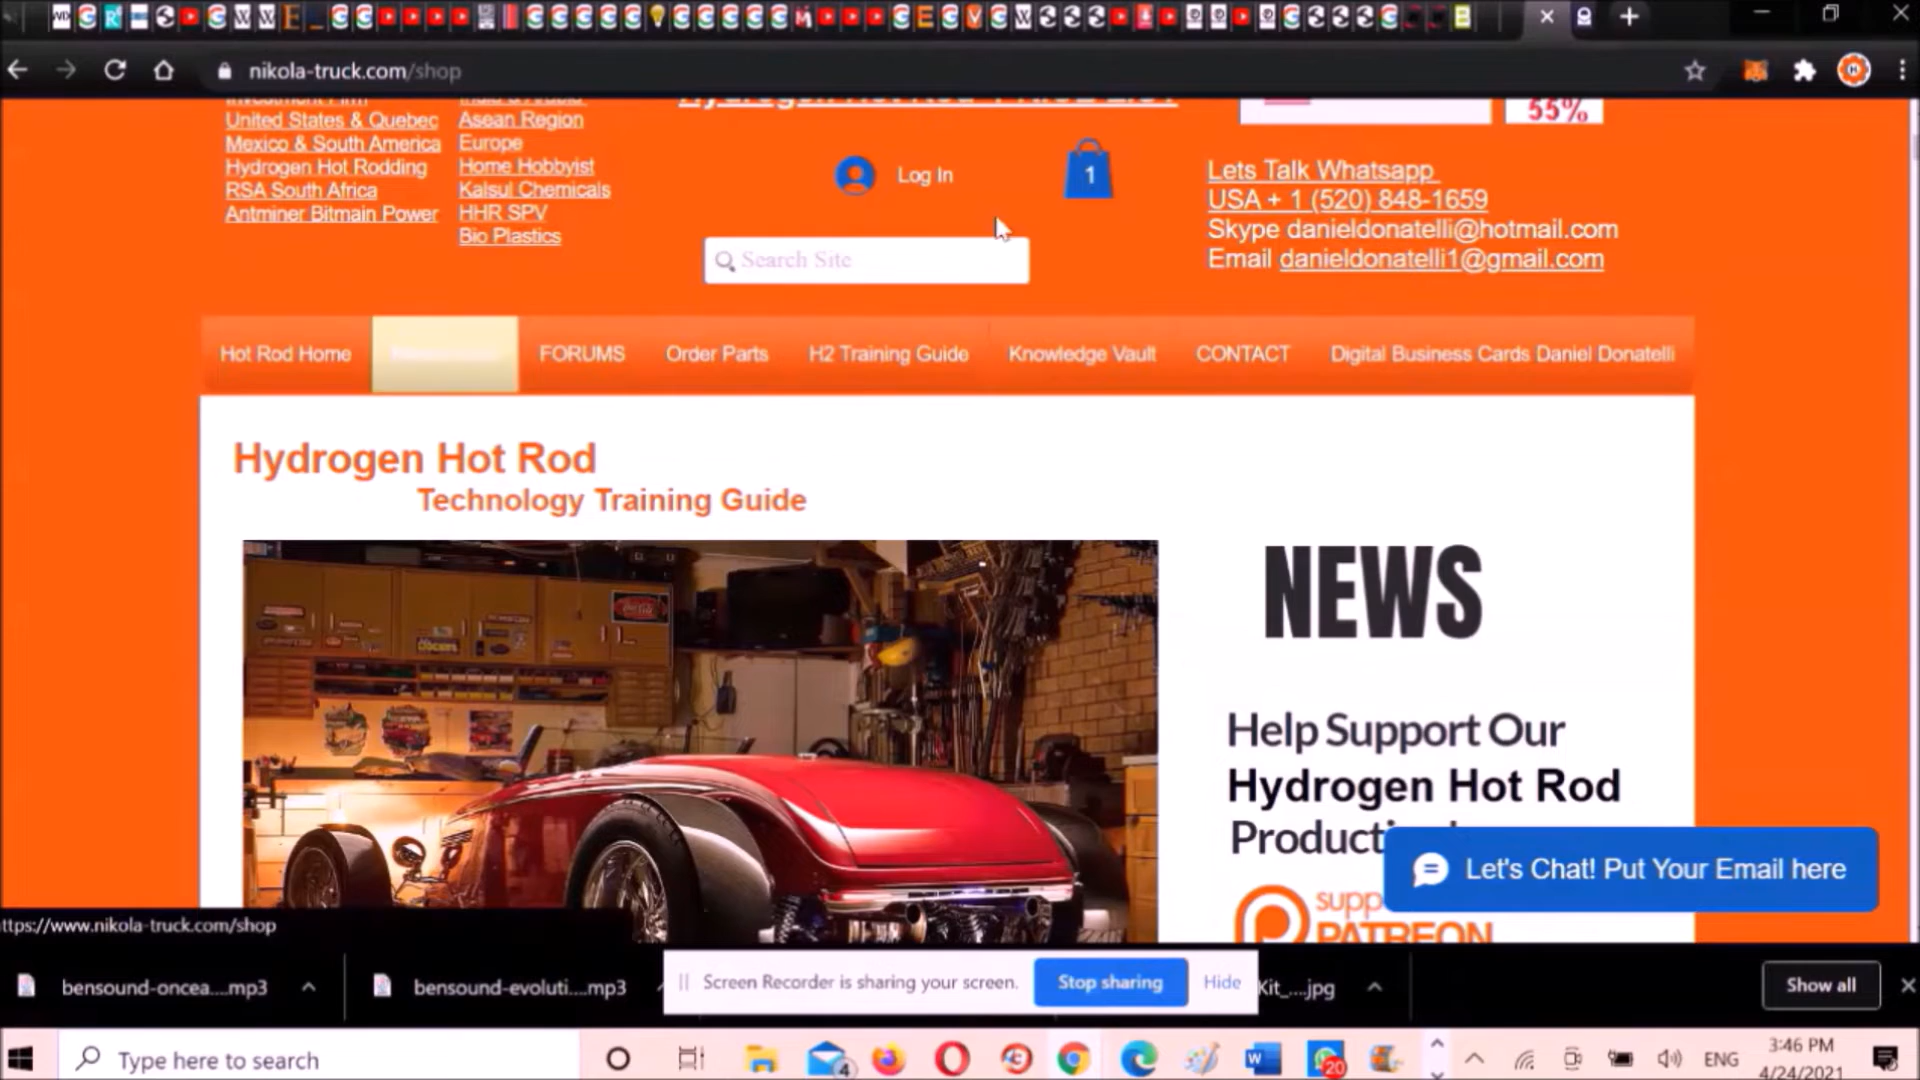 nikola-truck.com/shop
United States & Quebec
Mexico & South America
Hydrogen Hot Rodding
RSA South Africa
Antminer Bitmain Power
Asean Region
Europe
Home Hobbyist
Kalsul Chemicals
HHR SPV
Bio Plastics
Log In
1
Search Site
55%
Lets Talk Whatsapp
USA + 1 (520) 848-1659
Skype danieldonatelli@hotmail.com
Email danieldonatelli1@gmail.com
Hot Rod Home
FORUMS
Order Parts
H2 Training Guide
Knowledge Vault
CONTACT
Digital Business Cards Daniel Donatelli
Hydrogen Hot Rod
Technology Training Guide
NEWS
Help Support Our
Hydrogen Hot Rod
Let's Chat! Put Your Email here
PATREON
ttps://www.nikola-truck.com/shop
bensound-oncea....mp3
bensound-evoluti....mp3
Screen Recorder is sharing your screen.
Stop sharing
Hide
Kit_....jpg
Show all
Type here to search
4
20
ENG
3:46 PM
4/24/2021